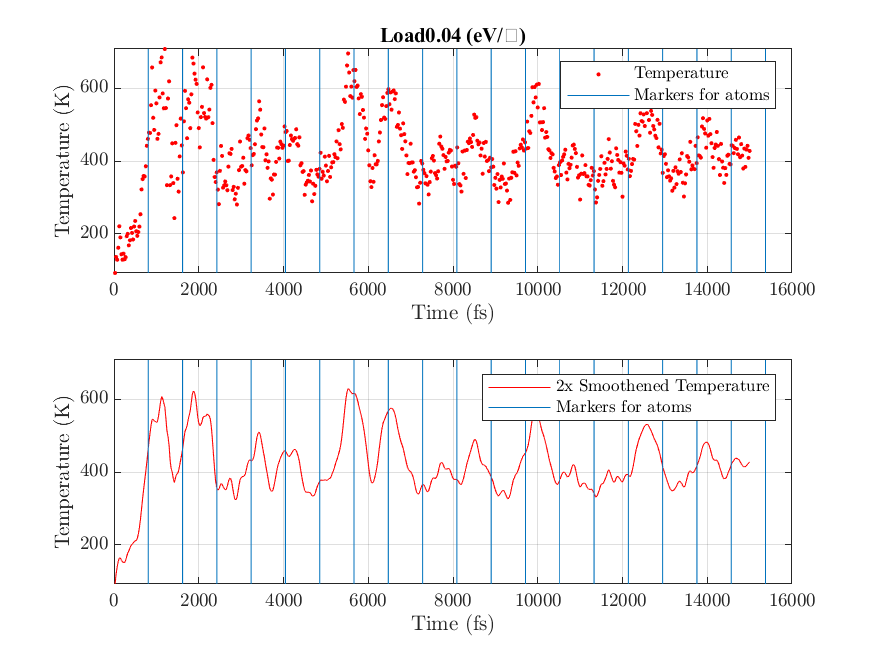 Load0.04 (eV/□)
Temperature (K)
600
400
200
Temperature
Markers for atoms
0 2000 4000 6000 8000 10000 12000 14000 16000
Time (fs)
Temperature (K)
600
400
200
2x Smoothened Temperature
Markers for atoms
0 2000 4000 6000 8000 10000 12000 14000 16000
Time (fs)